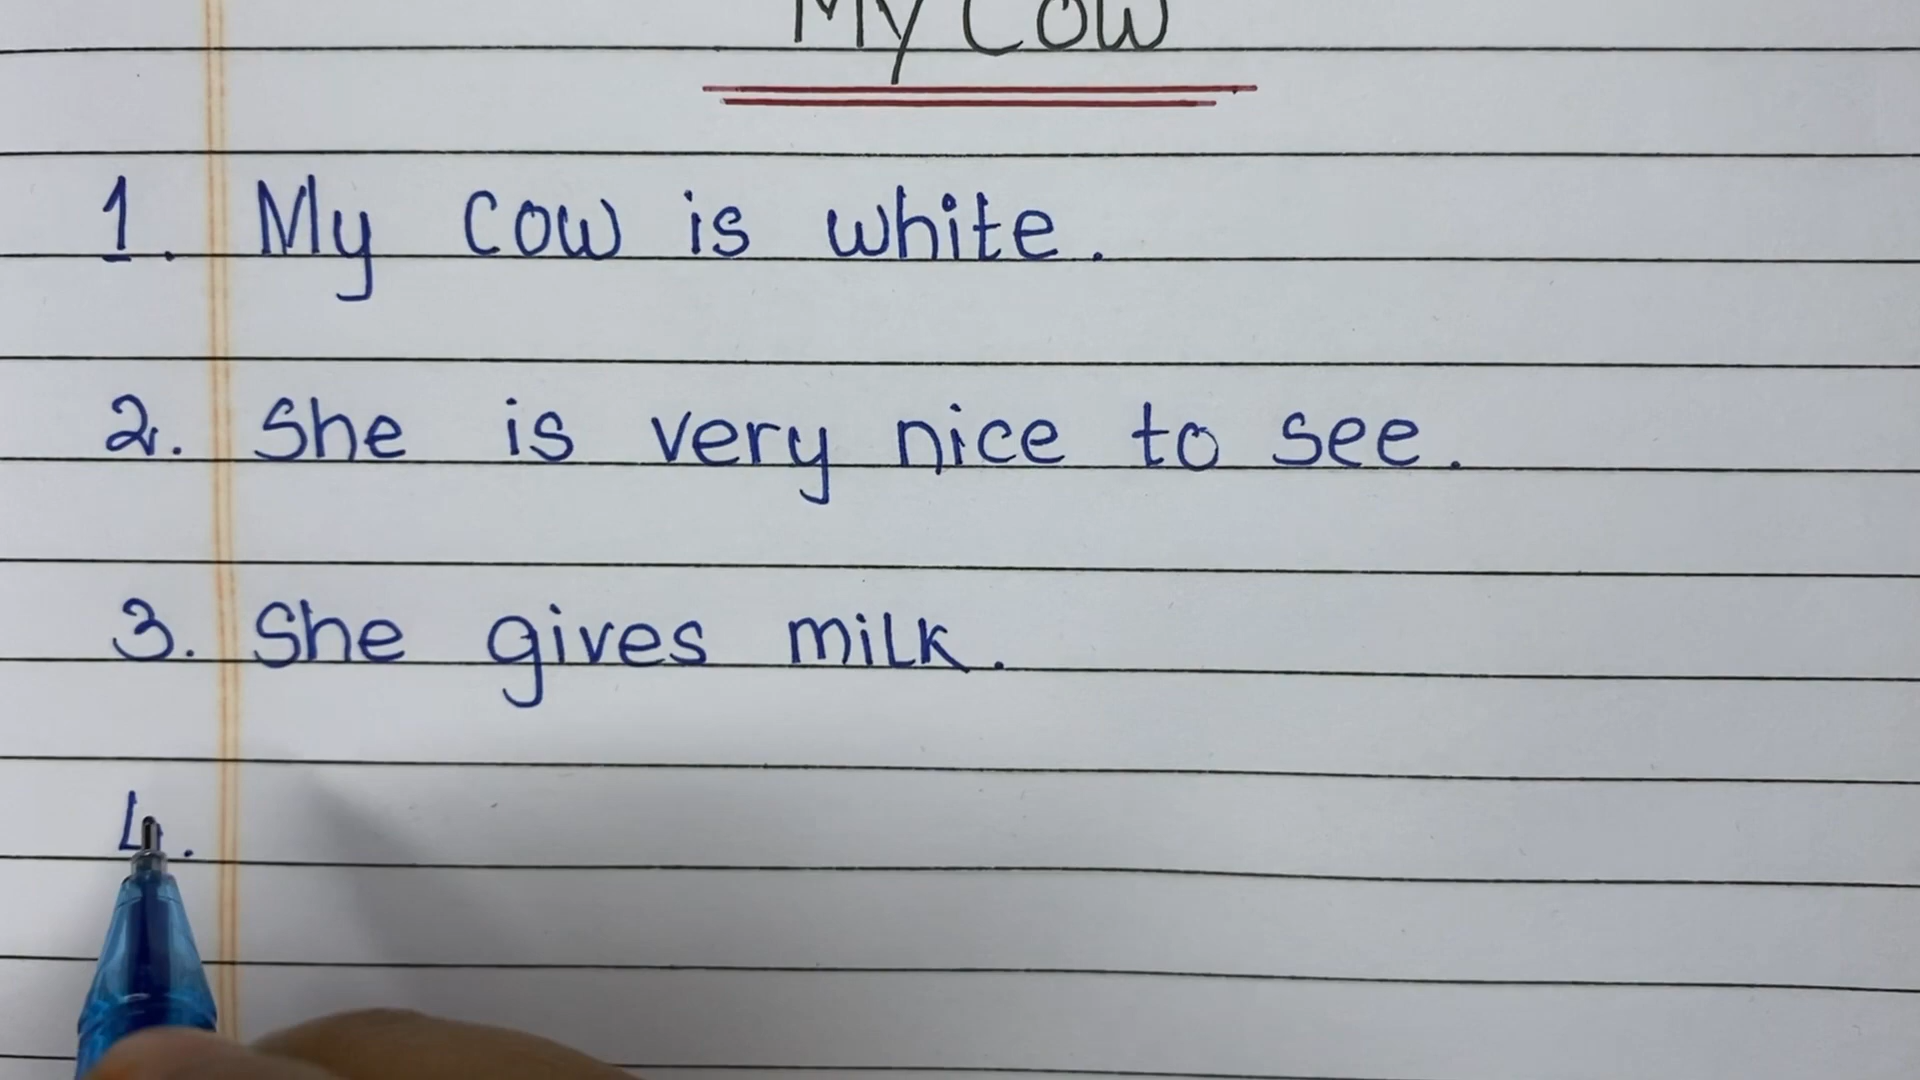 My Cow
1. My cow is white.
2. She is very nice to see.
3. She gives milk.
4.